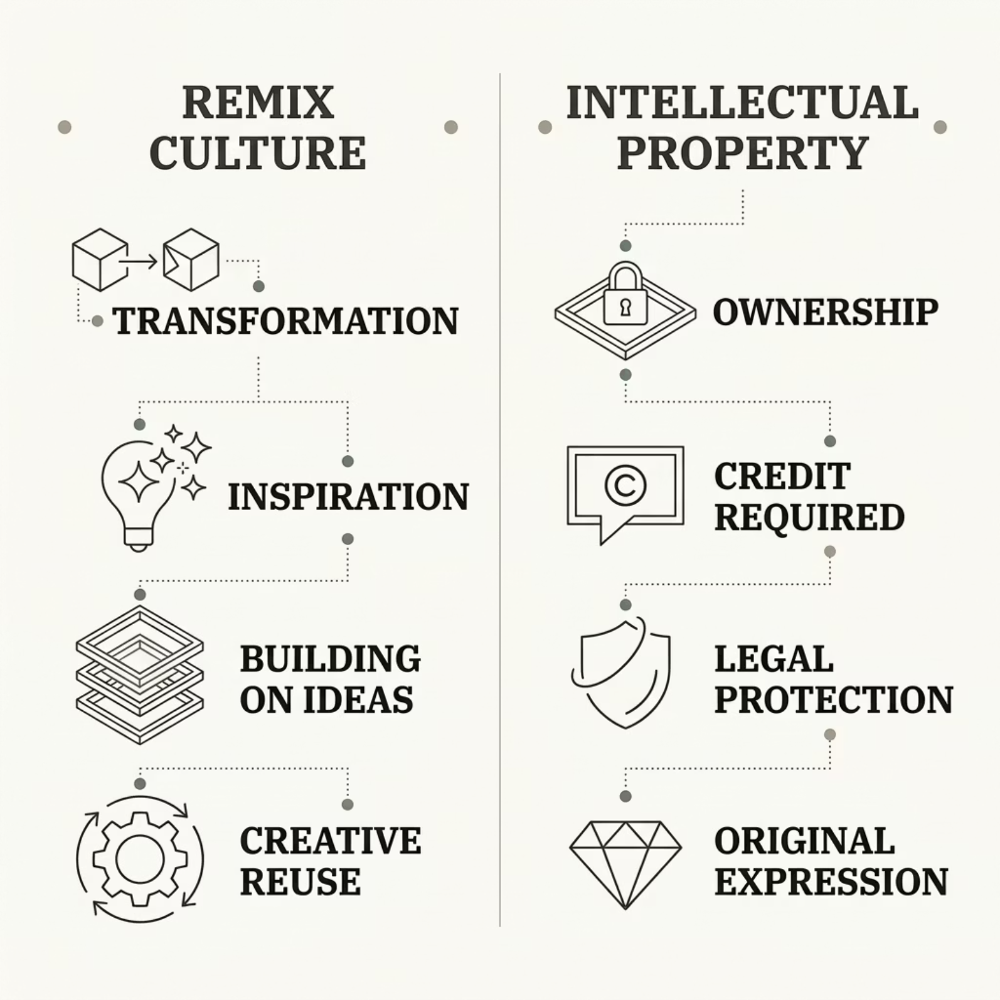 REMIX
CULTURE
TRANSFORMATION
INSPIRATION
BUILDING
ON IDEAS
CREATIVE
REUSE
INTELLECTUAL
PROPERTY
OWNERSHIP
©
CREDIT
REQUIRED
LEGAL
PROTECTION
ORIGINAL
EXPRESSION